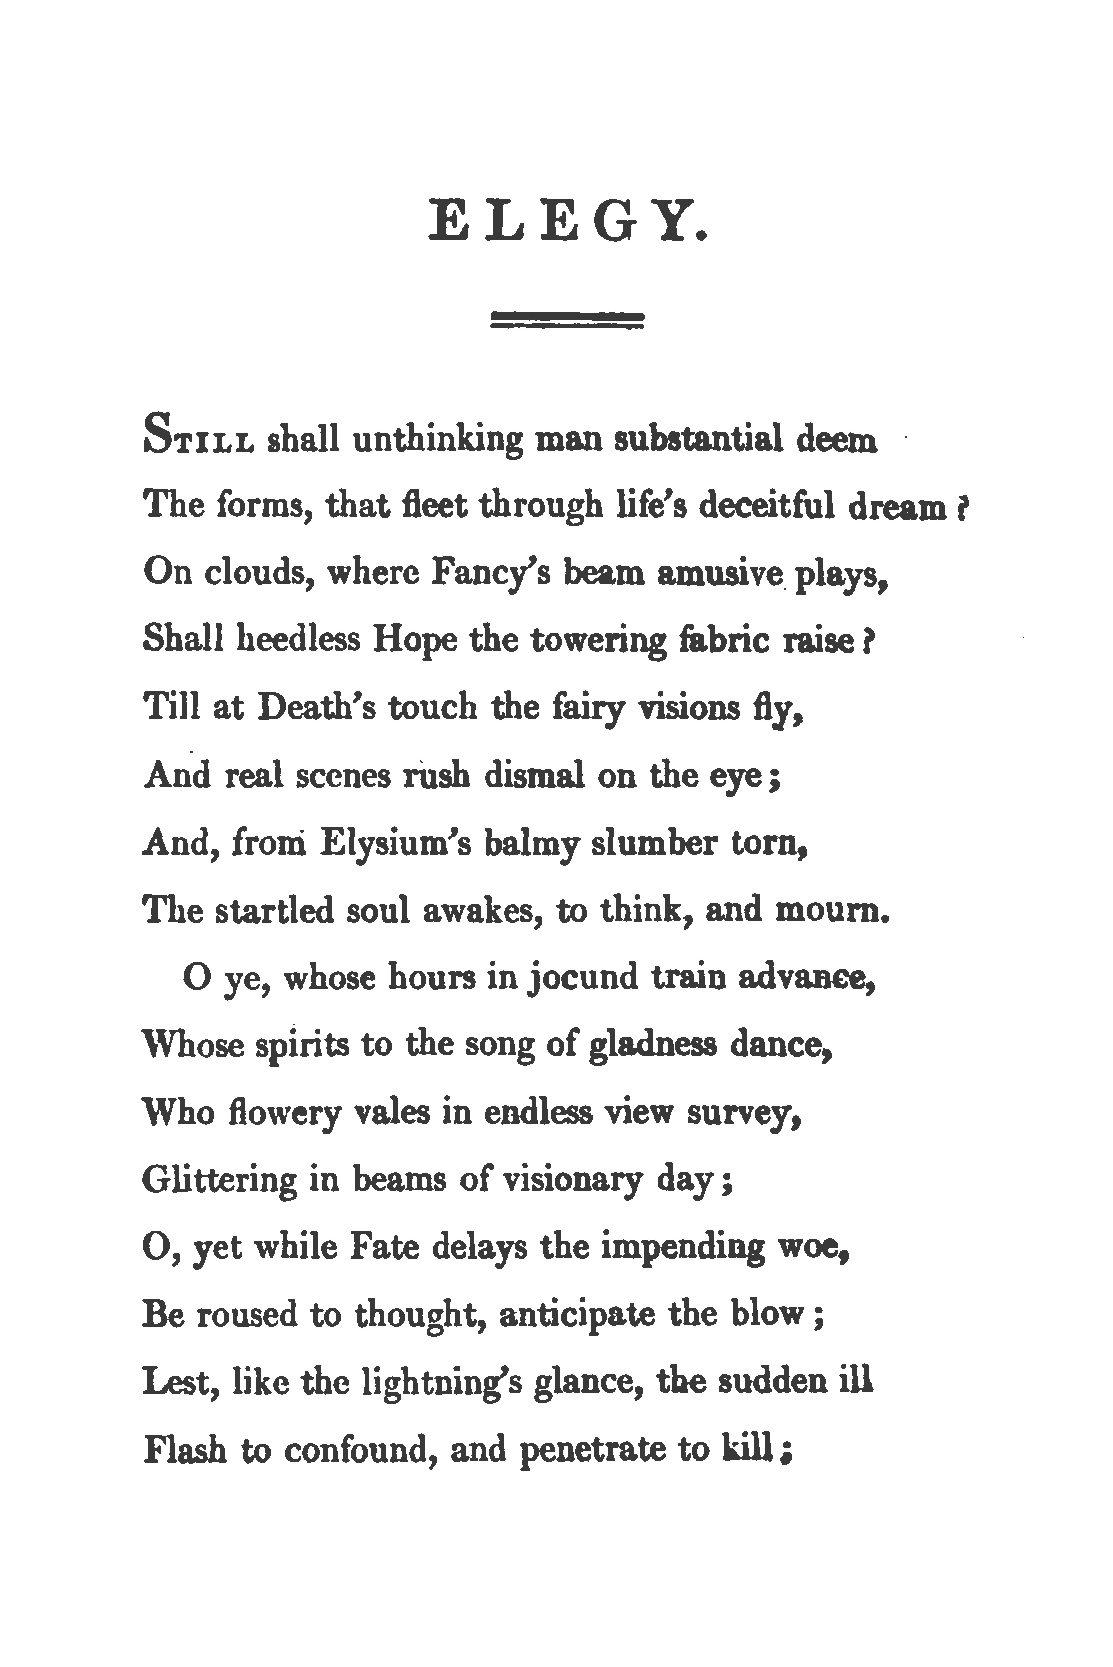 ELEGY.
STILL shall unthinking man substantial deem
The forms, that fleet through life's deceitful dream?
On clouds, where Fancy's beam amusive plays,
Shall heedless Hope the towering fabric raise?
Till at Death's touch the fairy visions fly,
And real scenes rush dismal on the eye;
And, from Elysium's balmy slumber torn,
The startled soul awakes, to think, and mourn.
O ye, whose hours in jocund train advance,
Whose spirits to the song of gladness dance,
Who flowery vales in endless view survey,
Glittering in beams of visionary day;
O, yet while Fate delays the impending woe,
Be roused to thought, anticipate the blow;
Lest, like the lightning's glance, the sudden ill
Flash to confound, and penetrate to kill;